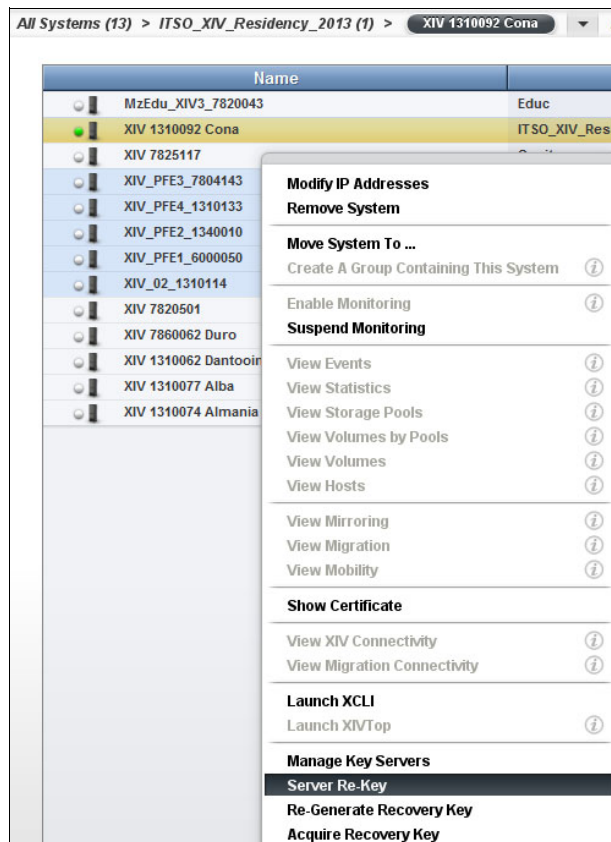 All Systems (13) > ITSO_XIV_Residency_2013 (1) > XIV 1310092 Cona
Name
MzEdu_XIV3_7820043 Educ
XIV 1310092 Cona ITSO_XIV_Res
XIV 7825117
XIV_PFE3_7804143
XIV_PFE4_1310133
XIV_PFE2_1340010
XIV_PFE1_6000050
XIV_02_1310114
XIV 7820501
XIV 7860062 Duro
XIV 1310062 Dantooin
XIV 1310077 Alba
XIV 1310074 Almania
Modify IP Addresses
Remove System
Move System To ...
Create A Group Containing This System
Enable Monitoring
Suspend Monitoring
View Events
View Statistics
View Storage Pools
View Volumes by Pools
View Volumes
View Hosts
View Mirroring
View Migration
View Mobility
Show Certificate
View XIV Connectivity
View Migration Connectivity
Launch XCLI
Launch XIVTop
Manage Key Servers
Server Re-Key
Re-Generate Recovery Key
Acquire Recovery Key